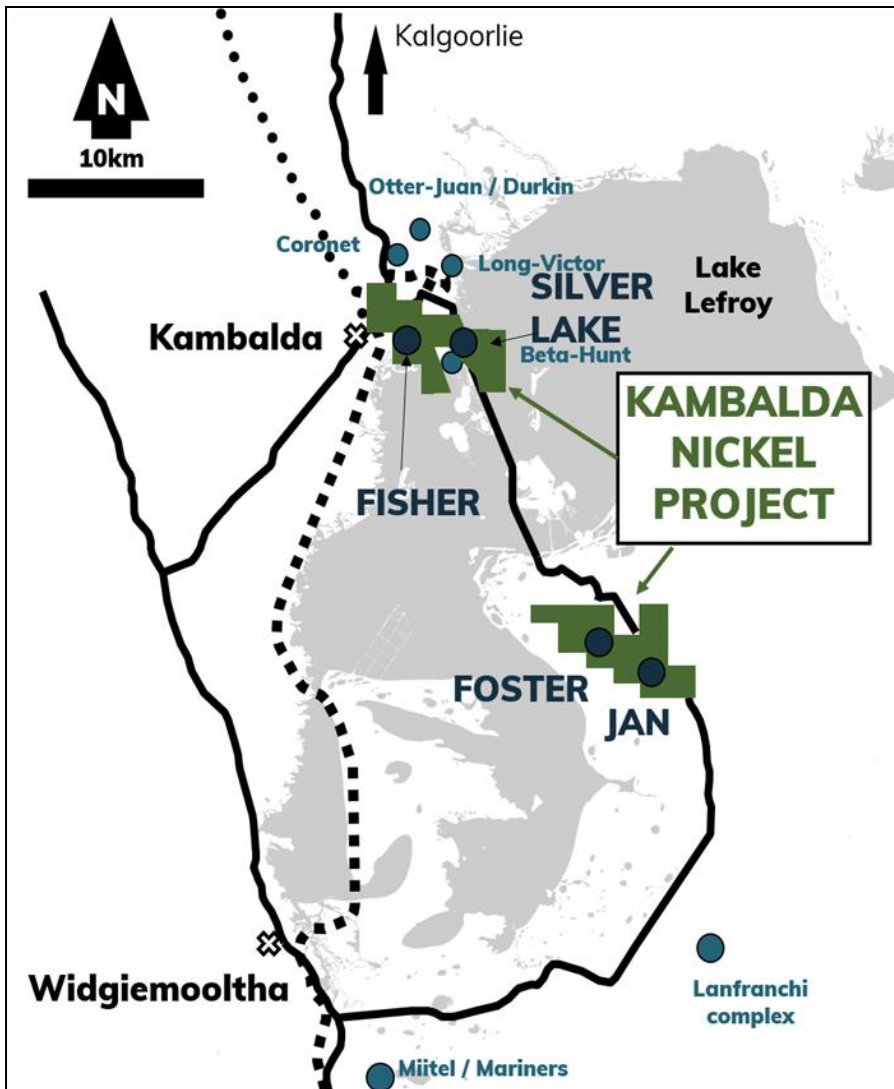 Kalgoorlie
N
10km
Otter-Juan / Durkin
Coronet
Long-Victor
SILVER
LAKE
Lake
Lefroy
Kambalda
Beta-Hunt
KAMBALDA
NICKEL
PROJECT
FISHER
FOSTER
JAN
Widgiemooltha
Lanfranchi
complex
Miitel / Mariners